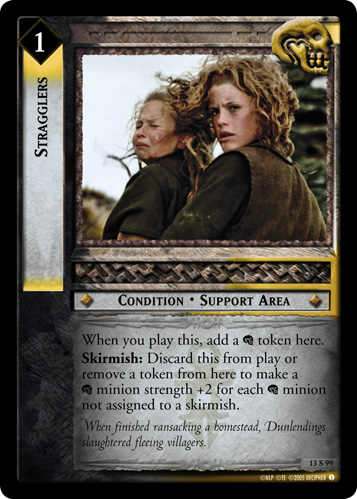 1
STRAGGLERS
CONDITION • SUPPORT AREA
When you play this, add a token here.
Skirmish: Discard this from play or
remove a token from here to make a
minion strength +2 for each minion
not assigned to a skirmish.
When finished ransacking a homestead, Dunlendings
slaughtered fleeing villagers.
13 S 99
©NLP ™TE ©2005 DECIPHER